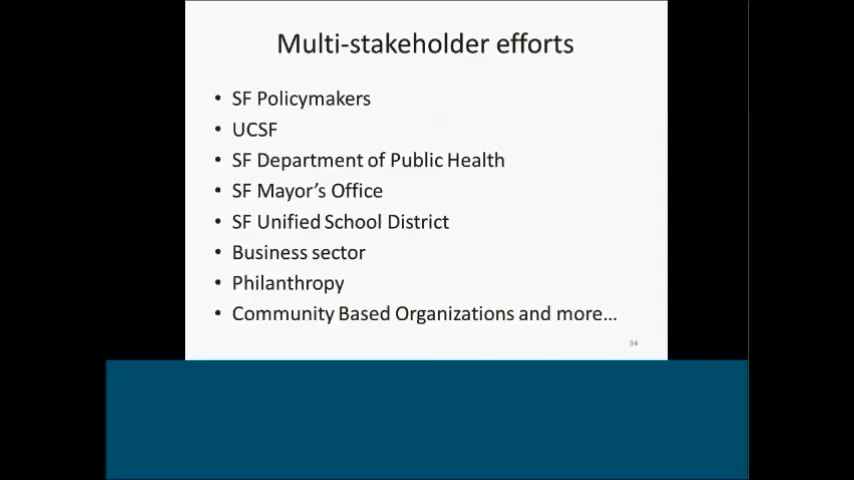 Multi-stakeholder efforts
• SF Policymakers
• UCSF
• SF Department of Public Health
• SF Mayor’s Office
• SF Unified School District
• Business sector
• Philanthropy
• Community Based Organizations and more…
94